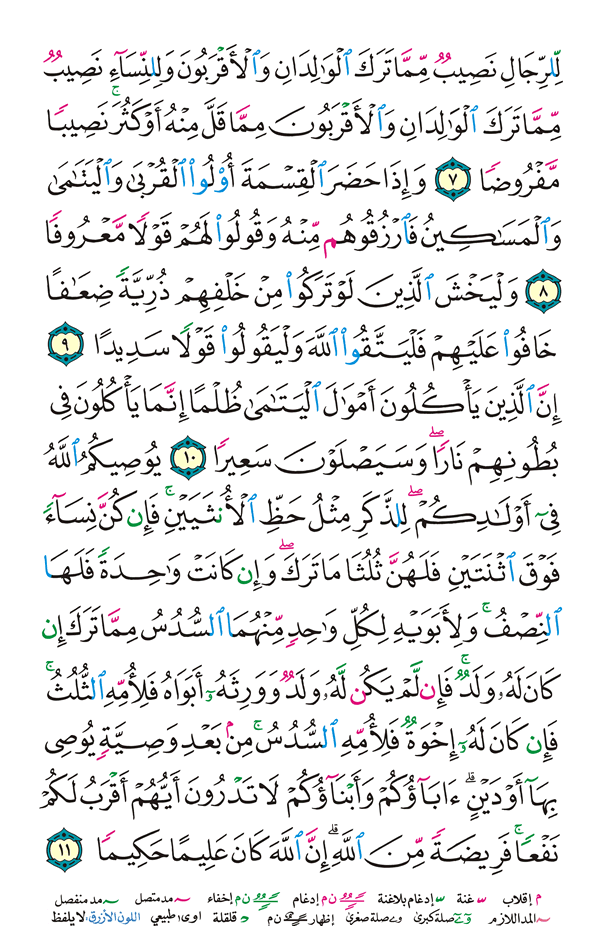 لِّلرِّجَالِ نَصِيبٌ مِّمَّا تَرَكَ ٱلْوَٰلِدَانِ وَٱلْأَقْرَبُونَ وَلِلنِّسَآءِ نَصِيبٌ
مِّمَّا تَرَكَ ٱلْوَٰلِدَانِ وَٱلْأَقْرَبُونَ مِمَّا قَلَّ مِنْهُ أَوْ كَثُرَ ۚ نَصِيبًا
مَّفْرُوضًا ٧ وَإِذَا حَضَرَ ٱلْقِسْمَةَ أُو۟لُوا۟ ٱلْقُرْبَىٰ وَٱلْيَتَٰمَىٰ
وَٱلْمَسَٰكِينُ فَٱرْزُقُوهُم مِّنْهُ وَقُولُوا۟ لَهُمْ قَوْلًا مَّعْرُوفًا
٨ وَلْيَخْشَ ٱلَّذِينَ لَوْ تَرَكُوا۟ مِنْ خَلْفِهِمْ ذُرِّيَّةً ضِعَٰفًا
خَافُوا۟ عَلَيْهِمْ فَلْيَتَّقُوا۟ ٱللَّهَ وَلْيَقُولُوا۟ قَوْلًا سَدِيدًا ٩
إِنَّ ٱلَّذِينَ يَأْكُلُونَ أَمْوَٰلَ ٱلْيَتَٰمَىٰ ظُلْمًا إِنَّمَا يَأْكُلُونَ فِى
بُطُونِهِمْ نَارًا ۖ وَسَيَصْلَوْنَ سَعِيرًا ١٠ يُوصِيكُمُ ٱللَّهُ
فِىٓ أَوْلَٰدِكُمْ ۖ لِلذَّكَرِ مِثْلُ حَظِّ ٱلْأُنثَيَيْنِ ۚ فَإِن كُنَّ نِسَآءً
فَوْقَ ٱثْنَتَيْنِ فَلَهُنَّ ثُلُثَا مَا تَرَكَ ۖ وَإِن كَانَتْ وَٰحِدَةً فَلَهَا
ٱلنِّصْفُ ۚ وَلِأَبَوَيْهِ لِكُلِّ وَٰحِدٍ مِّنْهُمَا ٱلسُّدُسُ مِمَّا تَرَكَ إِن
كَانَ لَهُۥ وَلَدٌ ۚ فَإِن لَّمْ يَكُن لَّهُۥ وَلَدٌ وَوَرِثَهُۥٓ أَبَوَاهُ فَلِأُمِّهِ ٱلثُّلُثُ ۚ
فَإِن كَانَ لَهُۥٓ إِخْوَةٌ فَلِأُمِّهِ ٱلسُّدُسُ ۚ مِنۢ بَعْدِ وَصِيَّةٍ يُوصِى
بِهَآ أَوْ دَيْنٍ ۗ ءَابَآؤُكُمْ وَأَبْنَآؤُكُمْ لَا تَدْرُونَ أَيُّهُمْ أَقْرَبُ لَكُمْ
نَفْعًا ۚ فَرِيضَةً مِّنَ ٱللَّهِ ۗ إِنَّ ٱللَّهَ كَانَ عَلِيمًا حَكِيمًا ١١
م إقلاب غنة إدغام بلاغنة ن م إدغام ن م إخفاء مد متصل مد منفصل
المد اللازم صلة كبرى و ے صلة صغرى إظهار ن م قلقلة اوى، طبيعي اللون الأزرق: لا يلفظ